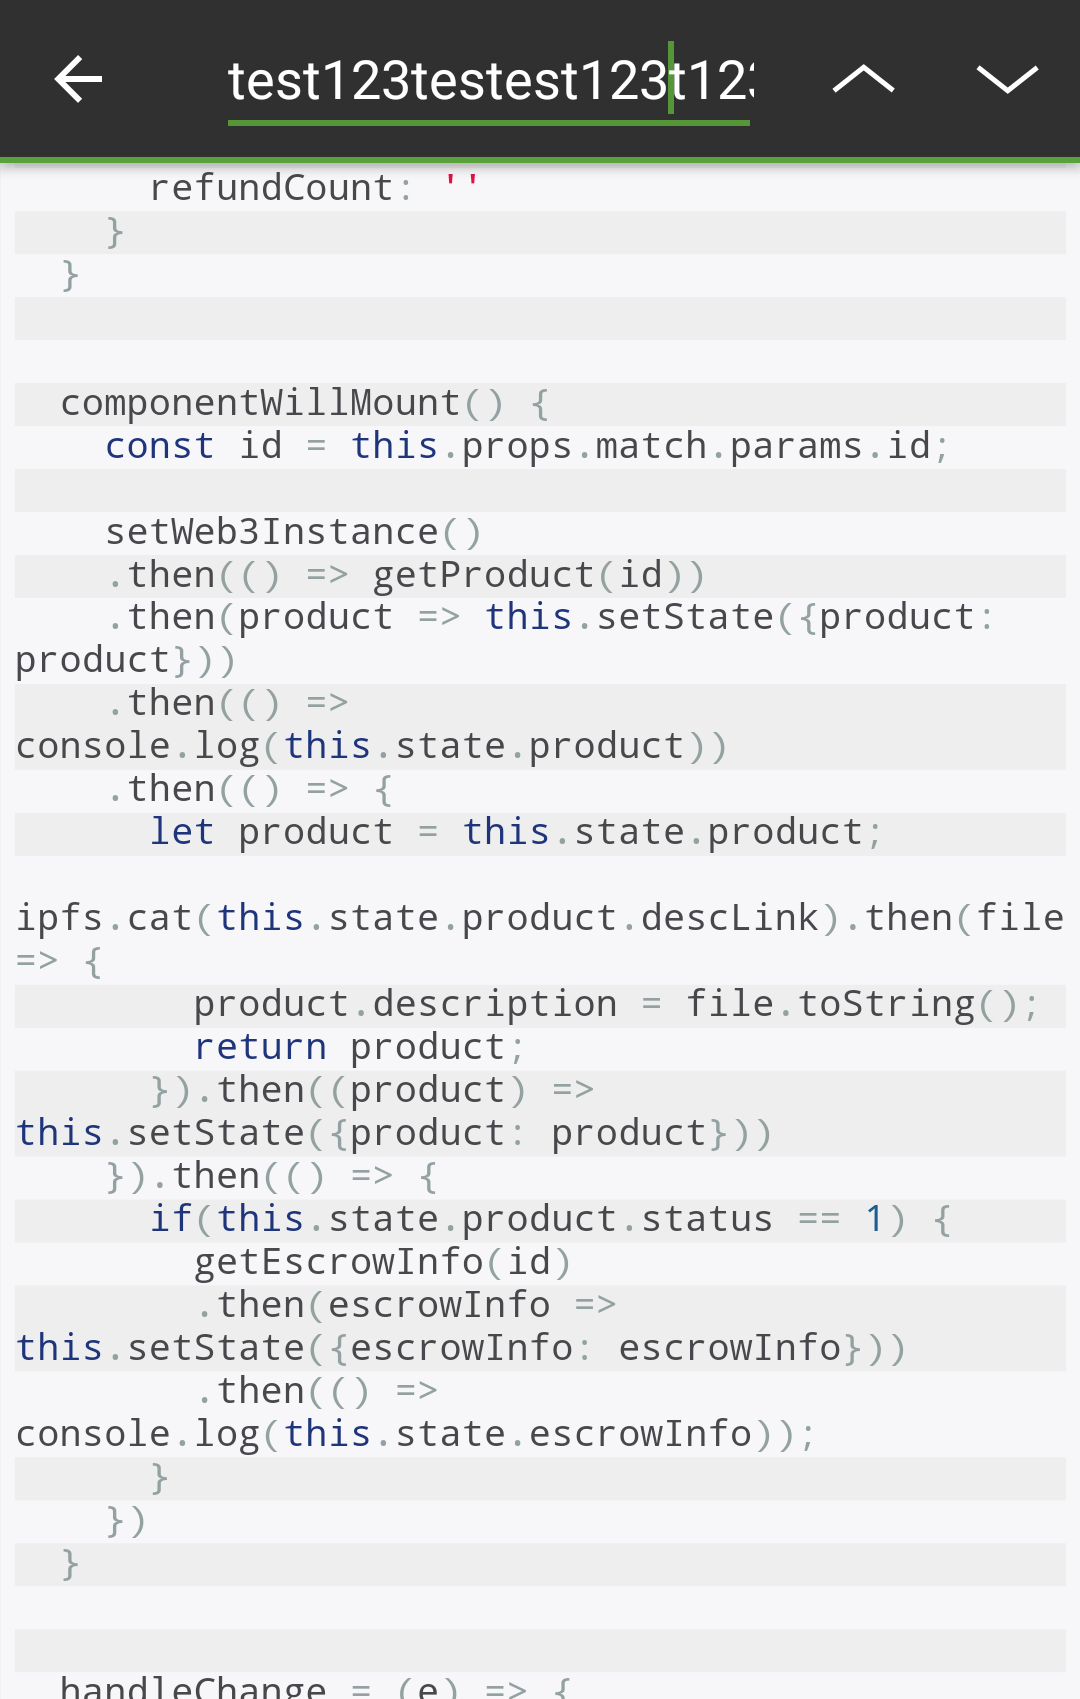 test123testest123t123
refundCount: ''
}
}
componentWillMount() {
const id = this.props.match.params.id;
setWeb3Instance()
.then(() => getProduct(id))
.then(product => this.setState({product:
product}))
.then(() =>
console.log(this.state.product))
.then(() => {
let product = this.state.product;
ipfs.cat(this.state.product.descLink).then(file
=> {
product.description = file.toString();
return product;
}).then((product) =>
this.setState({product: product}))
}).then(() => {
if(this.state.product.status == 1) {
getEscrowInfo(id)
.then(escrowInfo =>
this.setState({escrowInfo: escrowInfo}))
.then(() =>
console.log(this.state.escrowInfo));
}
})
}
handleChange = (e) => {